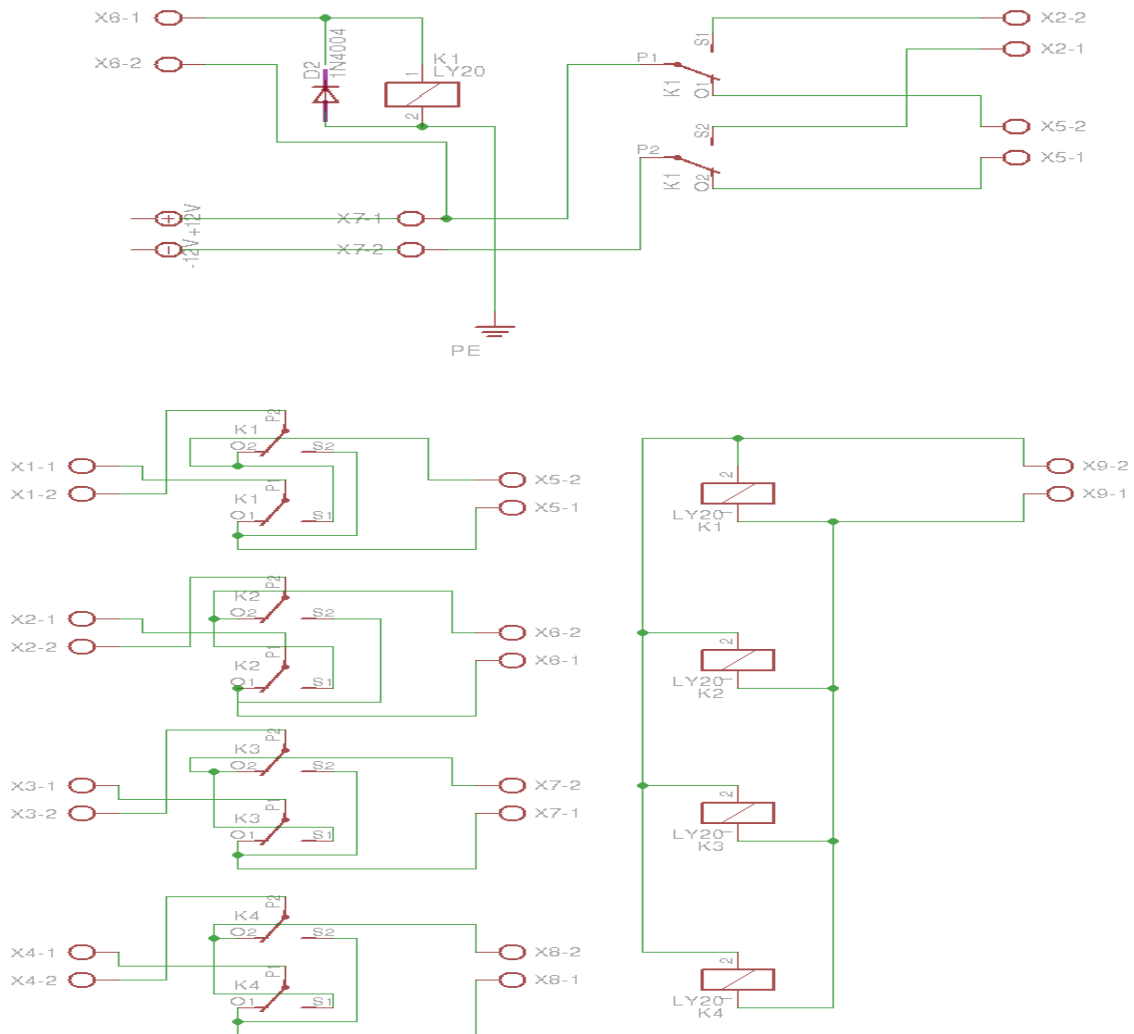 X6-1
X6-2
D2
1N4004
K1
LY20
1
2
X7-1
X7-2
+12V
-12V
PE
P1
S1
K1
O1
P2
S2
K1
O2
X2-2
X2-1
X5-2
X5-1
X1-1
X1-2
P2
K1
O2
S2
P1
K1
O1
S1
X5-2
X5-1
X2-1
X2-2
P2
K2
O2
S2
P1
K2
O1
S1
X6-2
X6-1
X3-1
X3-2
P2
K3
O2
S2
P1
K3
O1
S1
X7-2
X7-1
X4-1
X4-2
P2
K4
O2
S2
P1
K4
O1
S1
X8-2
X8-1
2
1
LY20
K1
X9-2
X9-1
2
1
LY20
K2
2
1
LY20
K3
2
1
LY20
K4